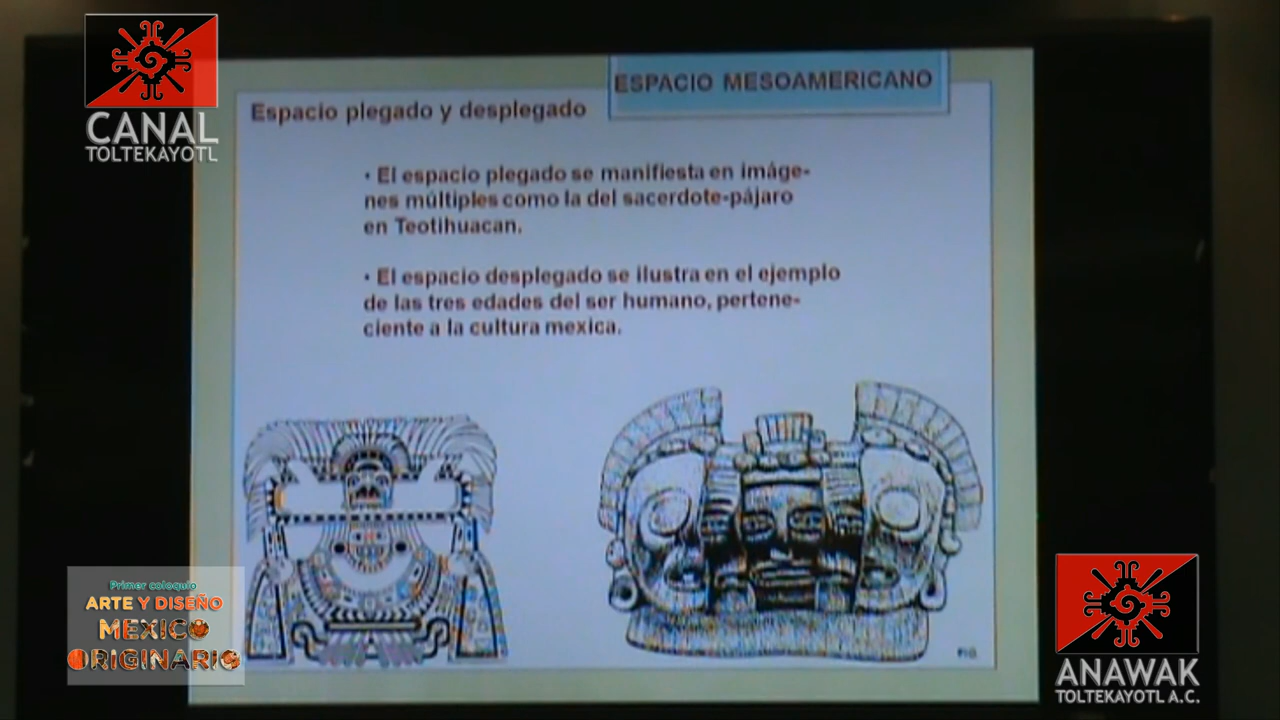 CANAL
TOLTEKAYOTL
ESPACIO MESOAMERICANO
Espacio plegado y desplegado
• El espacio plegado se manifiesta en imáge-
nes múltiples como la del sacerdote-pájaro
en Teotihuacan.
• El espacio desplegado se ilustra en el ejemplo
de las tres edades del ser humano, pertene-
ciente a la cultura mexica.
Primer coloquio
ARTE Y DISEÑO
MEXICO
ORIGINARIO
ANAWAK
TOLTEKAYOTL A.C.